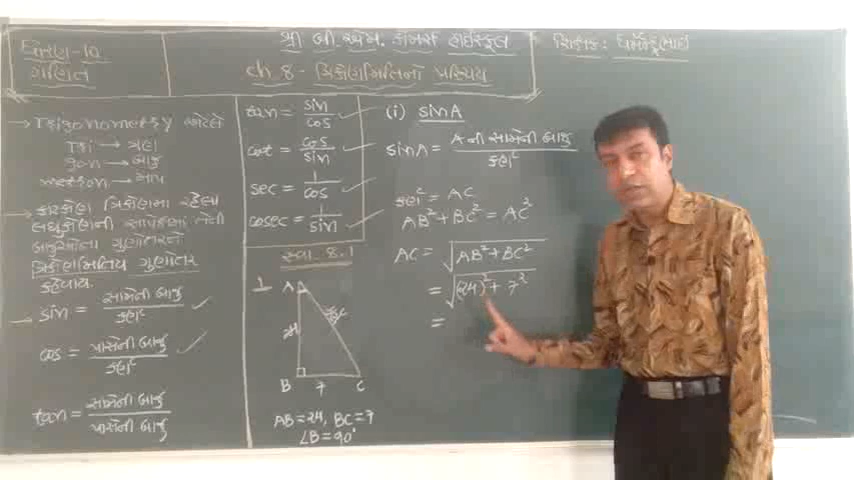 ધોરણ-10
ગણિત
શ્રી બી. એમ. કોમર્સ હાઈસ્કૂલ
ch 8 - ત્રિકોણમિતિનો પરિચય
શિક્ષક : ધર્મેન્દ્રભાઈ
→ Trigonometry એટલે
Tri → ત્રણ
gon → બાજુ
metron → માપ
→ કાટકોણ ત્રિકોણમાં રહેલા
લઘુકોણની સાપેક્ષમાં તેની
બાજુઓના ગુણોત્તરને
ત્રિકોણમિતિય ગુણોત્તર
કહેવાય.
→ sin = સામેની બાજુ / કર્ણ
cos = પાસેની બાજુ / કર્ણ
tan = સામેની બાજુ / પાસેની બાજુ
tan = sin / cos
cot = cos / sin
sec = 1 / cos
cosec = 1 / sin
સ્વા. 8.1
1
A
24
B 7 C
AB = 24, BC = 7
∠B = 90°
(i) sin A
sin A = A ની સામેની બાજુ / કર્ણ
કર્ણ = AC
AB² + BC² = AC²
AC = √AB² + BC²
= √(24)² + 7²
=